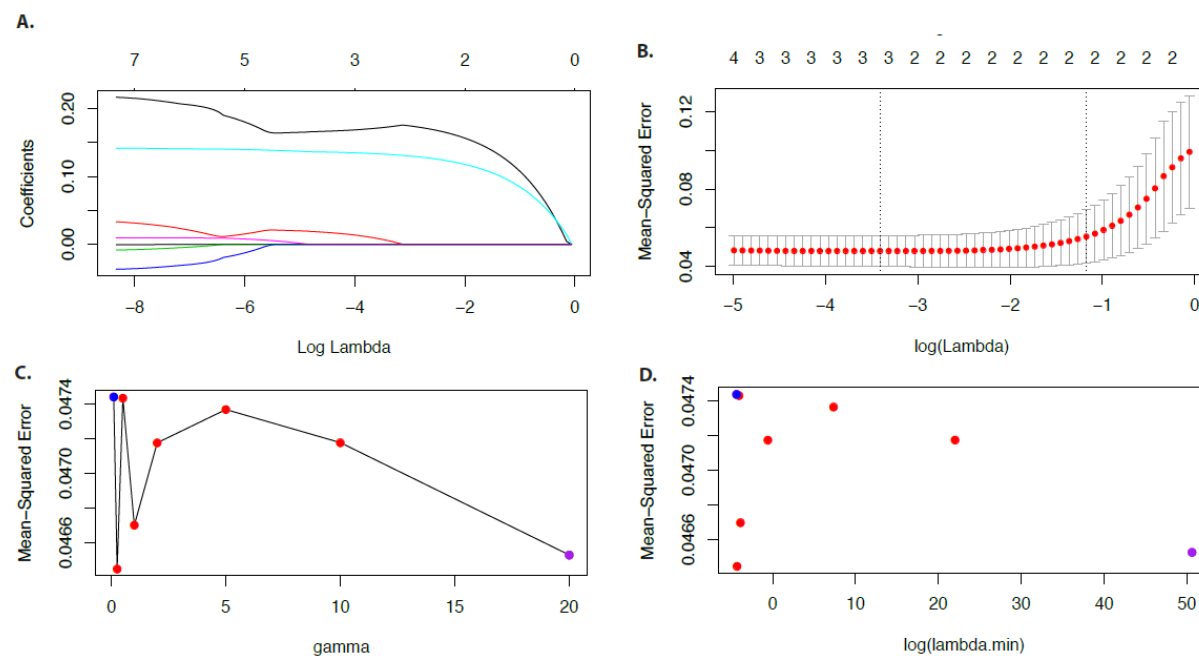 A.
7 5 3 2 0
Coefficients
0.20
0.10
0.00
−8 −6 −4 −2 0
Log Lambda
B.
4 3 3 3 3 3 3 2 2 2 2 2 2 2 2 2 2 2
Mean−Squared Error
0.12
0.08
0.04
−5 −4 −3 −2 −1 0
log(Lambda)
C.
Mean−Squared Error
0.0474
0.0470
0.0466
0 5 10 15 20
gamma
D.
Mean−Squared Error
0.0474
0.0470
0.0466
0 10 20 30 40 50
log(lambda.min)